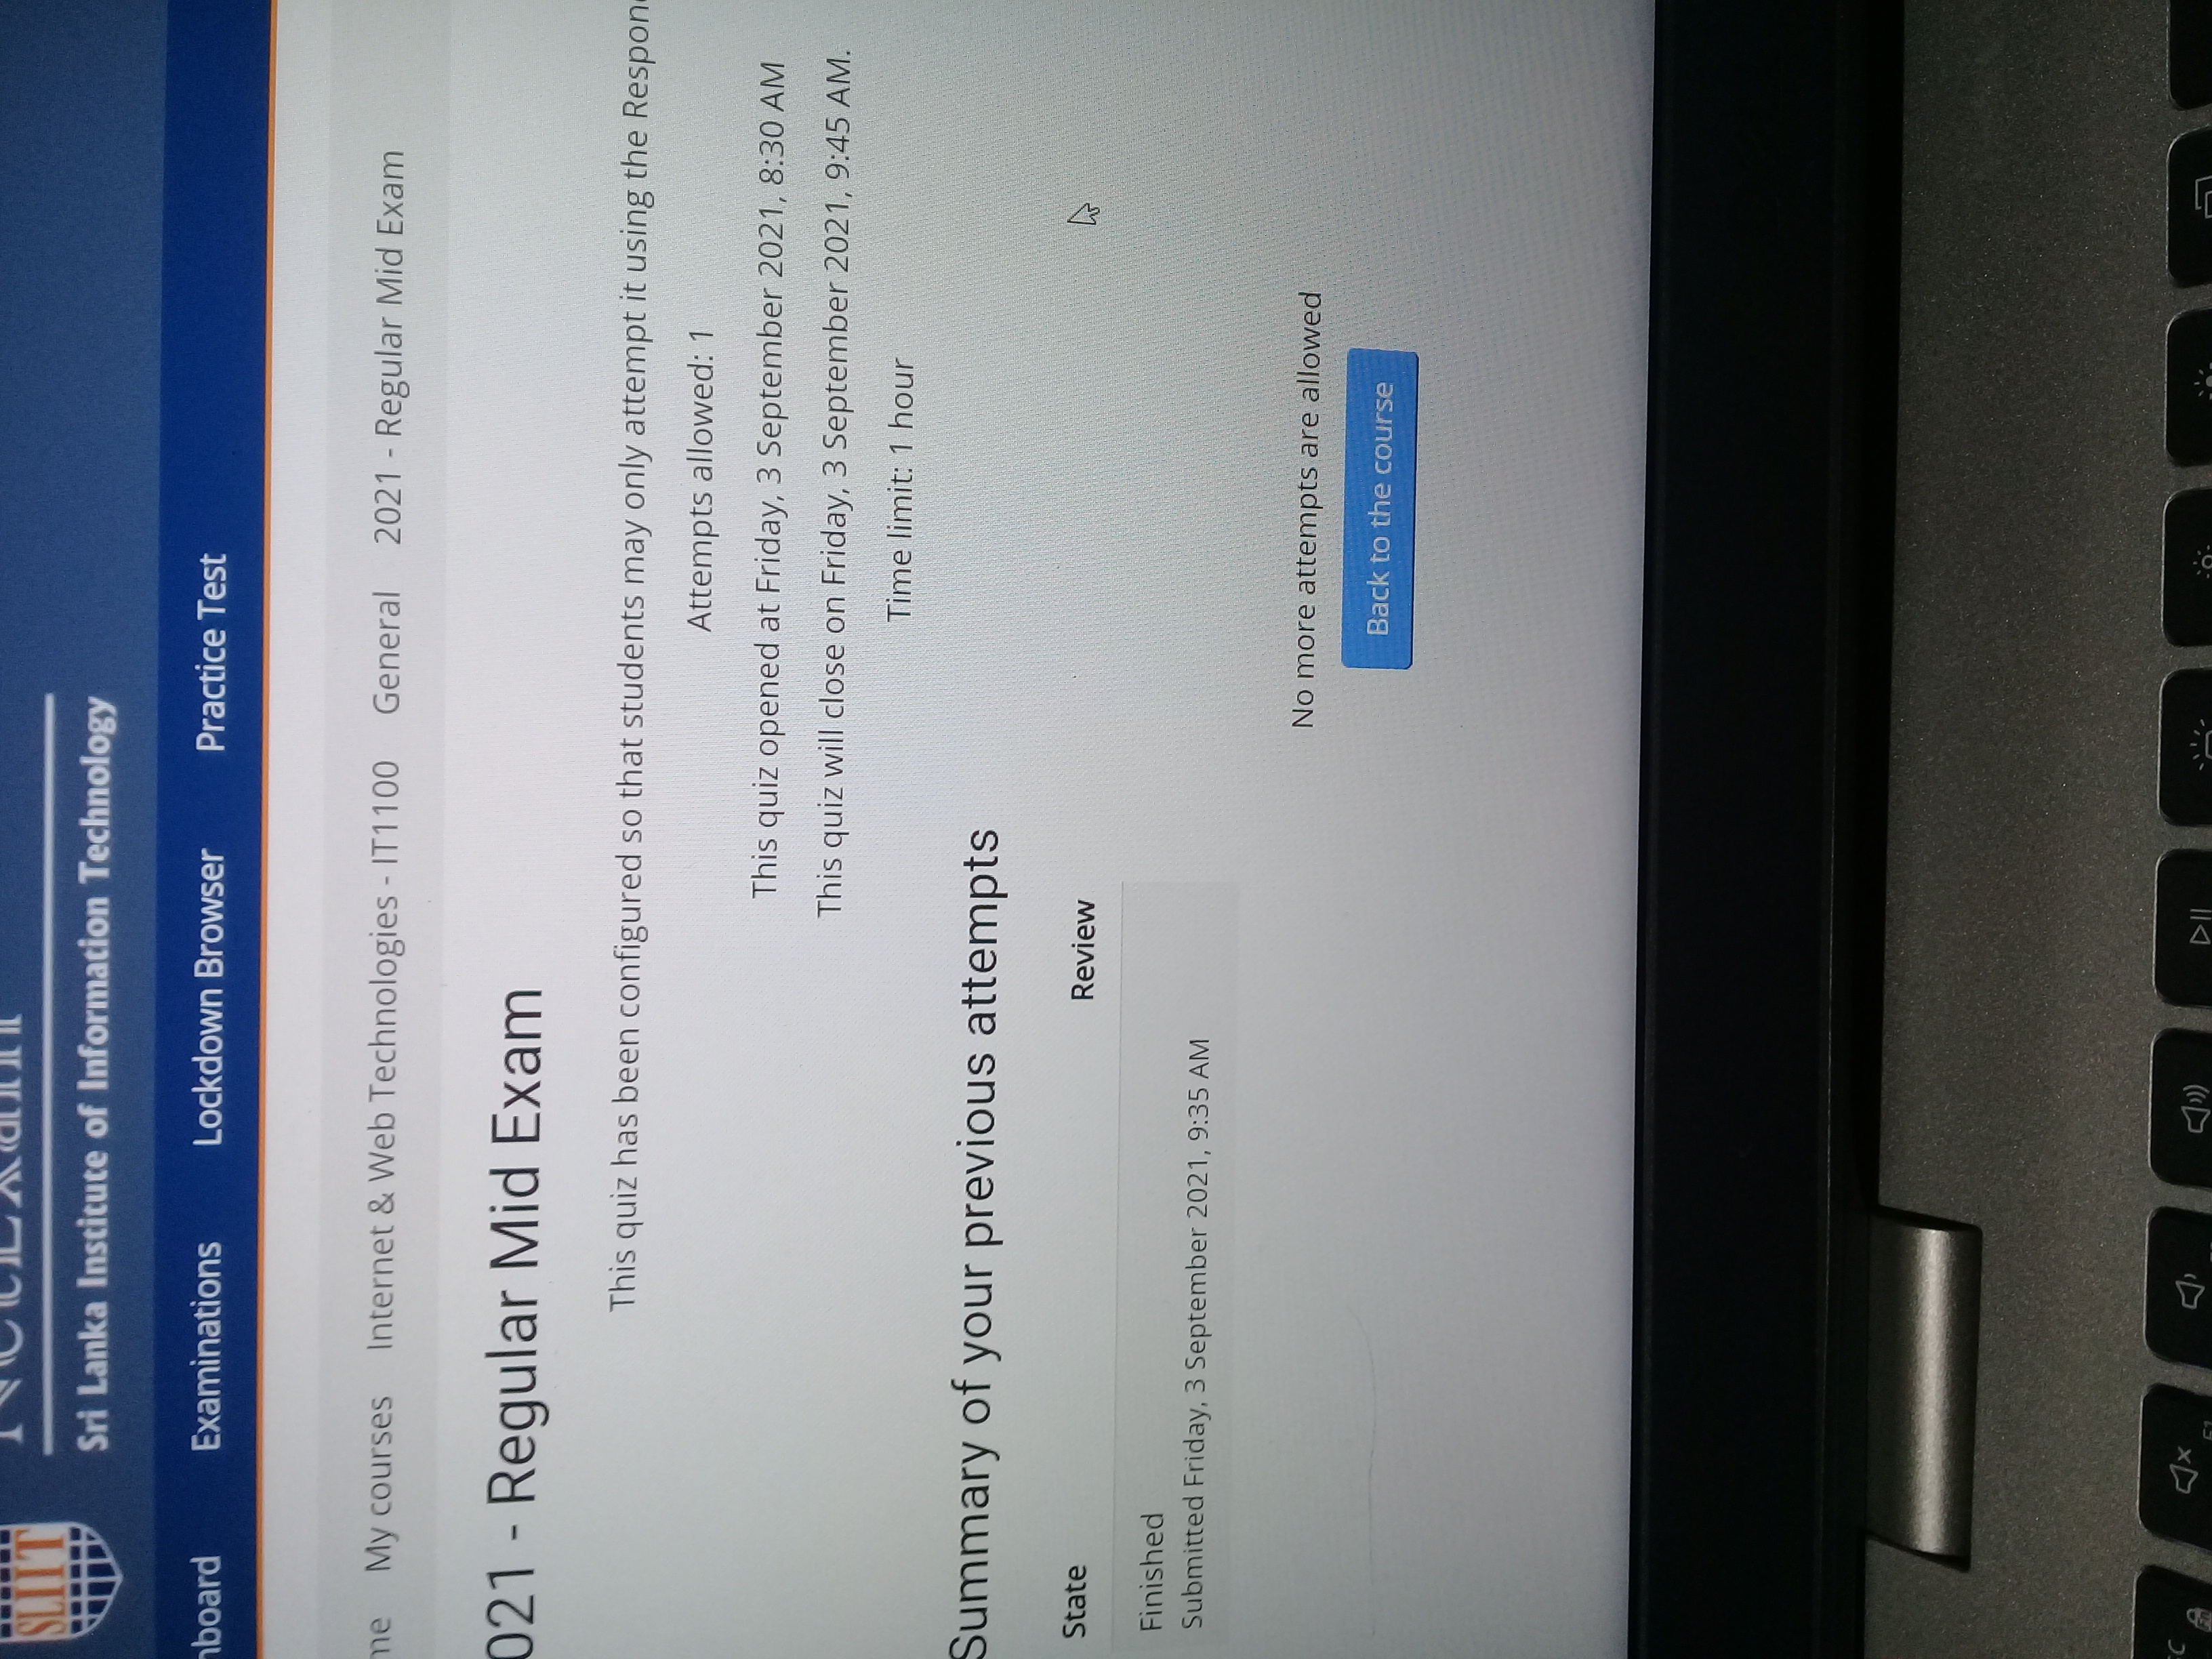 SLIIT
NetExam
Sri Lanka Institute of Information Technology
Examinations Lockdown Browser Practice Test
My courses Internet & Web Technologies - IT1100 General 2021 - Regular Mid Exam
021 - Regular Mid Exam
This quiz has been configured so that students may only attempt it using the Respon
Attempts allowed: 1
This quiz opened at Friday, 3 September 2021, 8:30 AM
This quiz will close on Friday, 3 September 2021, 9:45 AM.
Time limit: 1 hour
Summary of your previous attempts
State Review
Finished
Submitted Friday, 3 September 2021, 9:35 AM
No more attempts are allowed
Back to the course